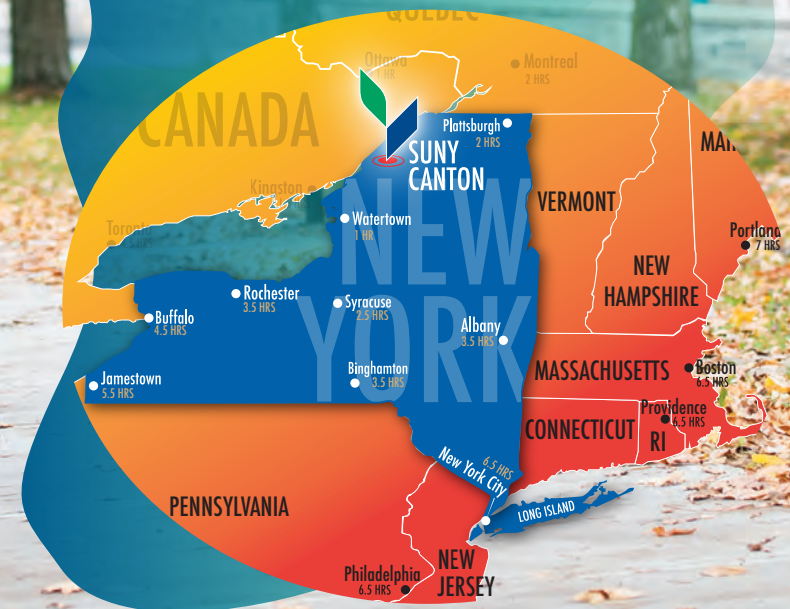 QUEBEC
Ottawa
1 HR
Montreal
2 HRS
CANADA
Plattsburgh
2 HRS
SUNY
CANTON
Kingston
VERMONT
Watertown
1 HR
Toronto
NEW
YORK
Portland
7 HRS
NEW
HAMPSHIRE
Rochester
3.5 HRS
Syracuse
2.5 HRS
Buffalo
4.5 HRS
Albany
3.5 HRS
Jamestown
5.5 HRS
Binghamton
3.5 HRS
MASSACHUSETTS
Boston
6.5 HRS
Providence
6.5 HRS
CONNECTICUT
RI
6.5 HRS
New York City
LONG ISLAND
PENNSYLVANIA
Philadelphia
6.5 HRS
NEW
JERSEY